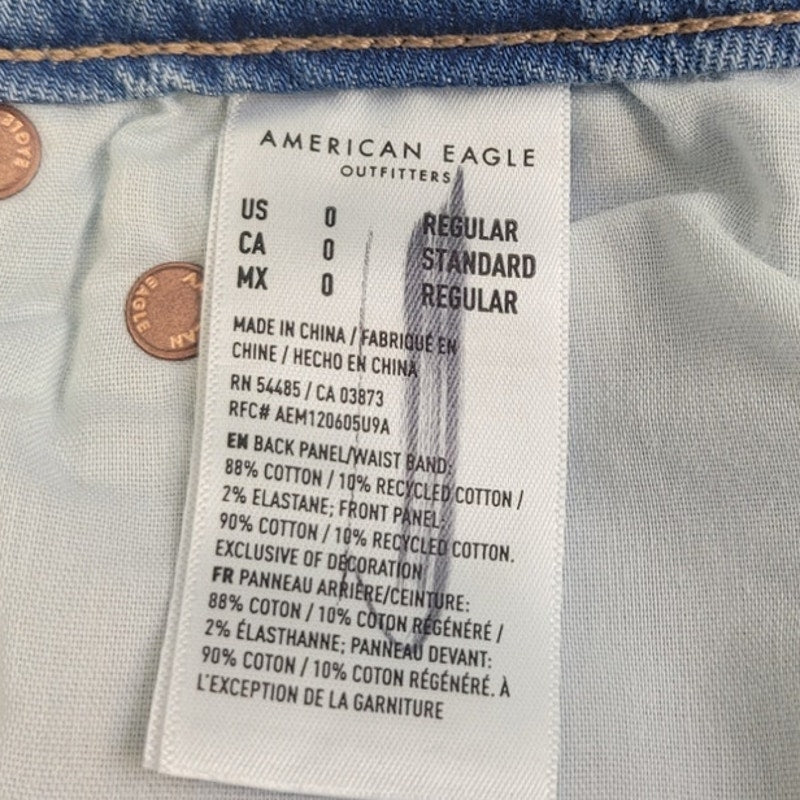 AMERICAN EAGLE
OUTFITTERS
US 0 REGULAR
CA 0 STANDARD
MX 0 REGULAR
MADE IN CHINA / FABRIQUÉ EN
CHINE / HECHO EN CHINA
RN 54485 / CA 03873
RFC# AEM120605U9A
EN BACK PANEL/WAIST BAND:
88% COTTON / 10% RECYCLED COTTON /
2% ELASTANE; FRONT PANEL:
90% COTTON / 10% RECYCLED COTTON.
EXCLUSIVE OF DECORATION
FR PANNEAU ARRIÈRE/CEINTURE:
88% COTON / 10% COTON RÉGÉNÉRÉ /
2% ÉLASTHANNE; PANNEAU DEVANT:
90% COTON / 10% COTON RÉGÉNÉRÉ. À
L'EXCEPTION DE LA GARNITURE
EAGLE